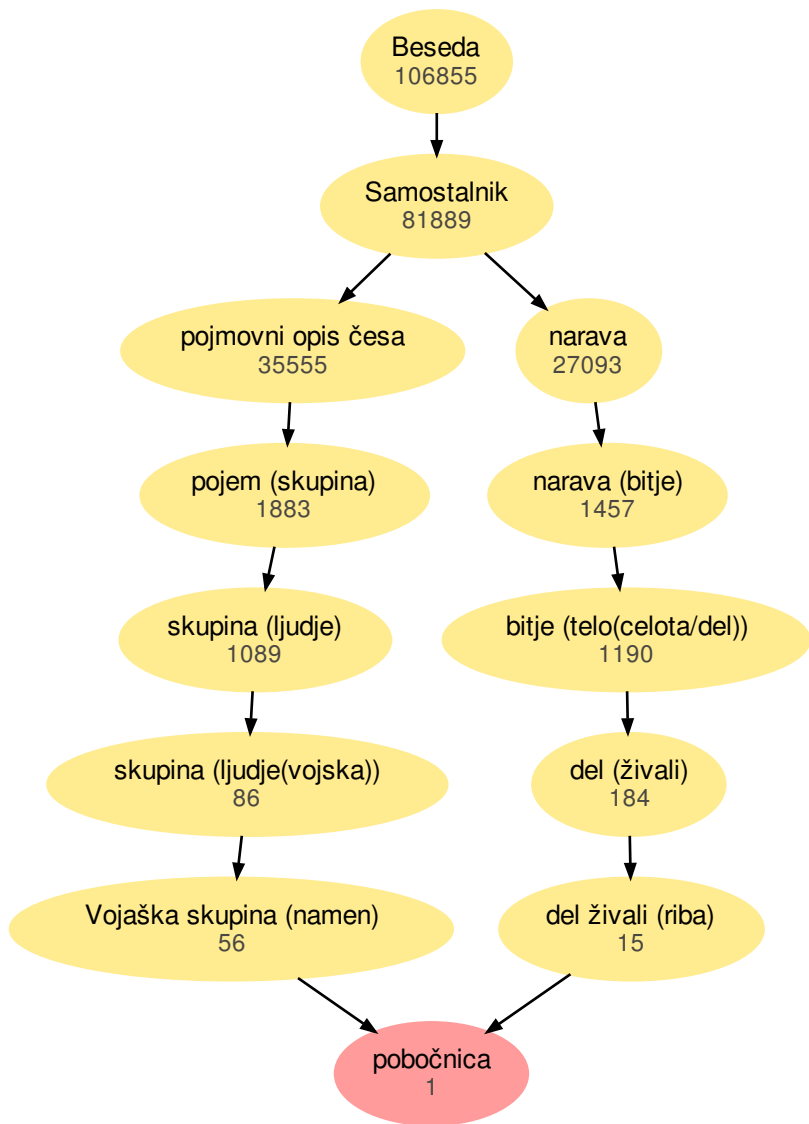 Beseda
106855
Samostalnik
81889
pojmovni opis česa
35555
narava
27093
pojem (skupina)
1883
narava (bitje)
1457
skupina (ljudje)
1089
bitje (telo(celota/del))
1190
skupina (ljudje(vojska))
86
del (živali)
184
Vojaška skupina (namen)
56
del živali (riba)
15
pobočnica
1